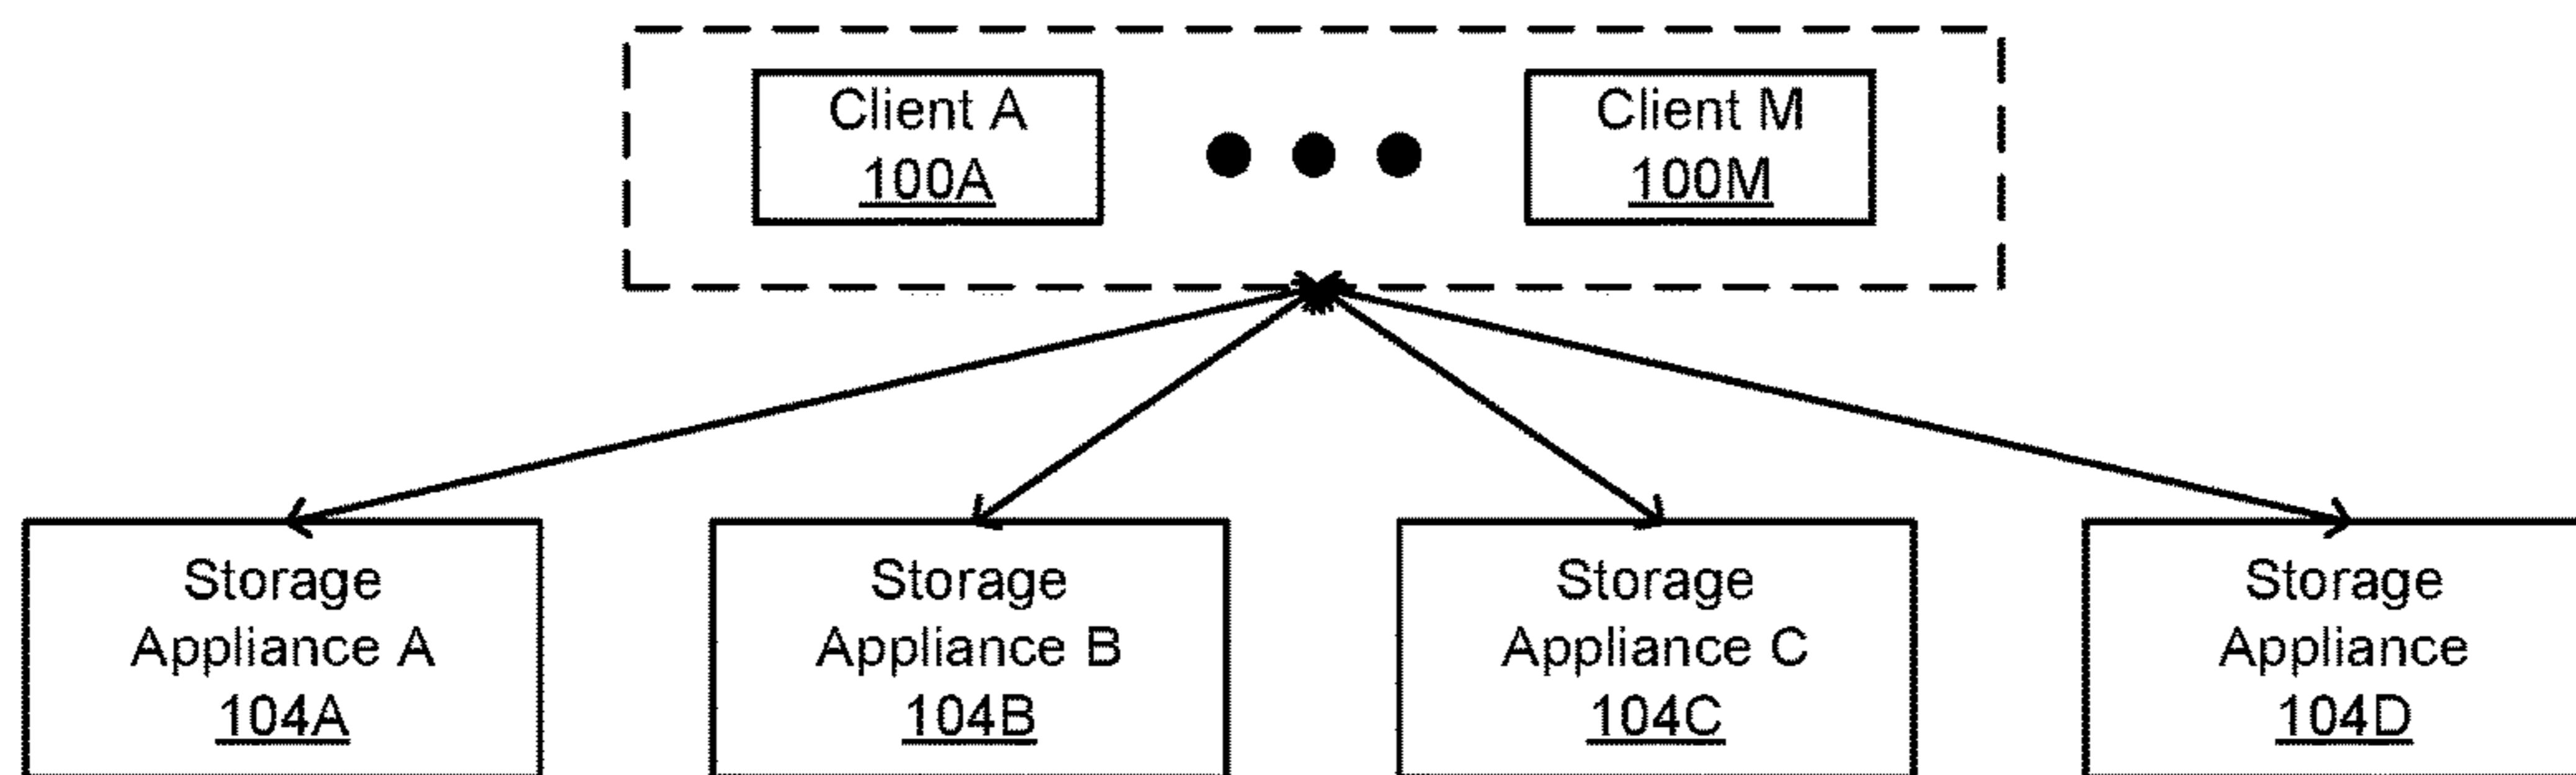 Client A
100A
Client M
100M
Storage
Appliance A
104A
Storage
Appliance B
104B
Storage
Appliance C
104C
Storage
Appliance
104D